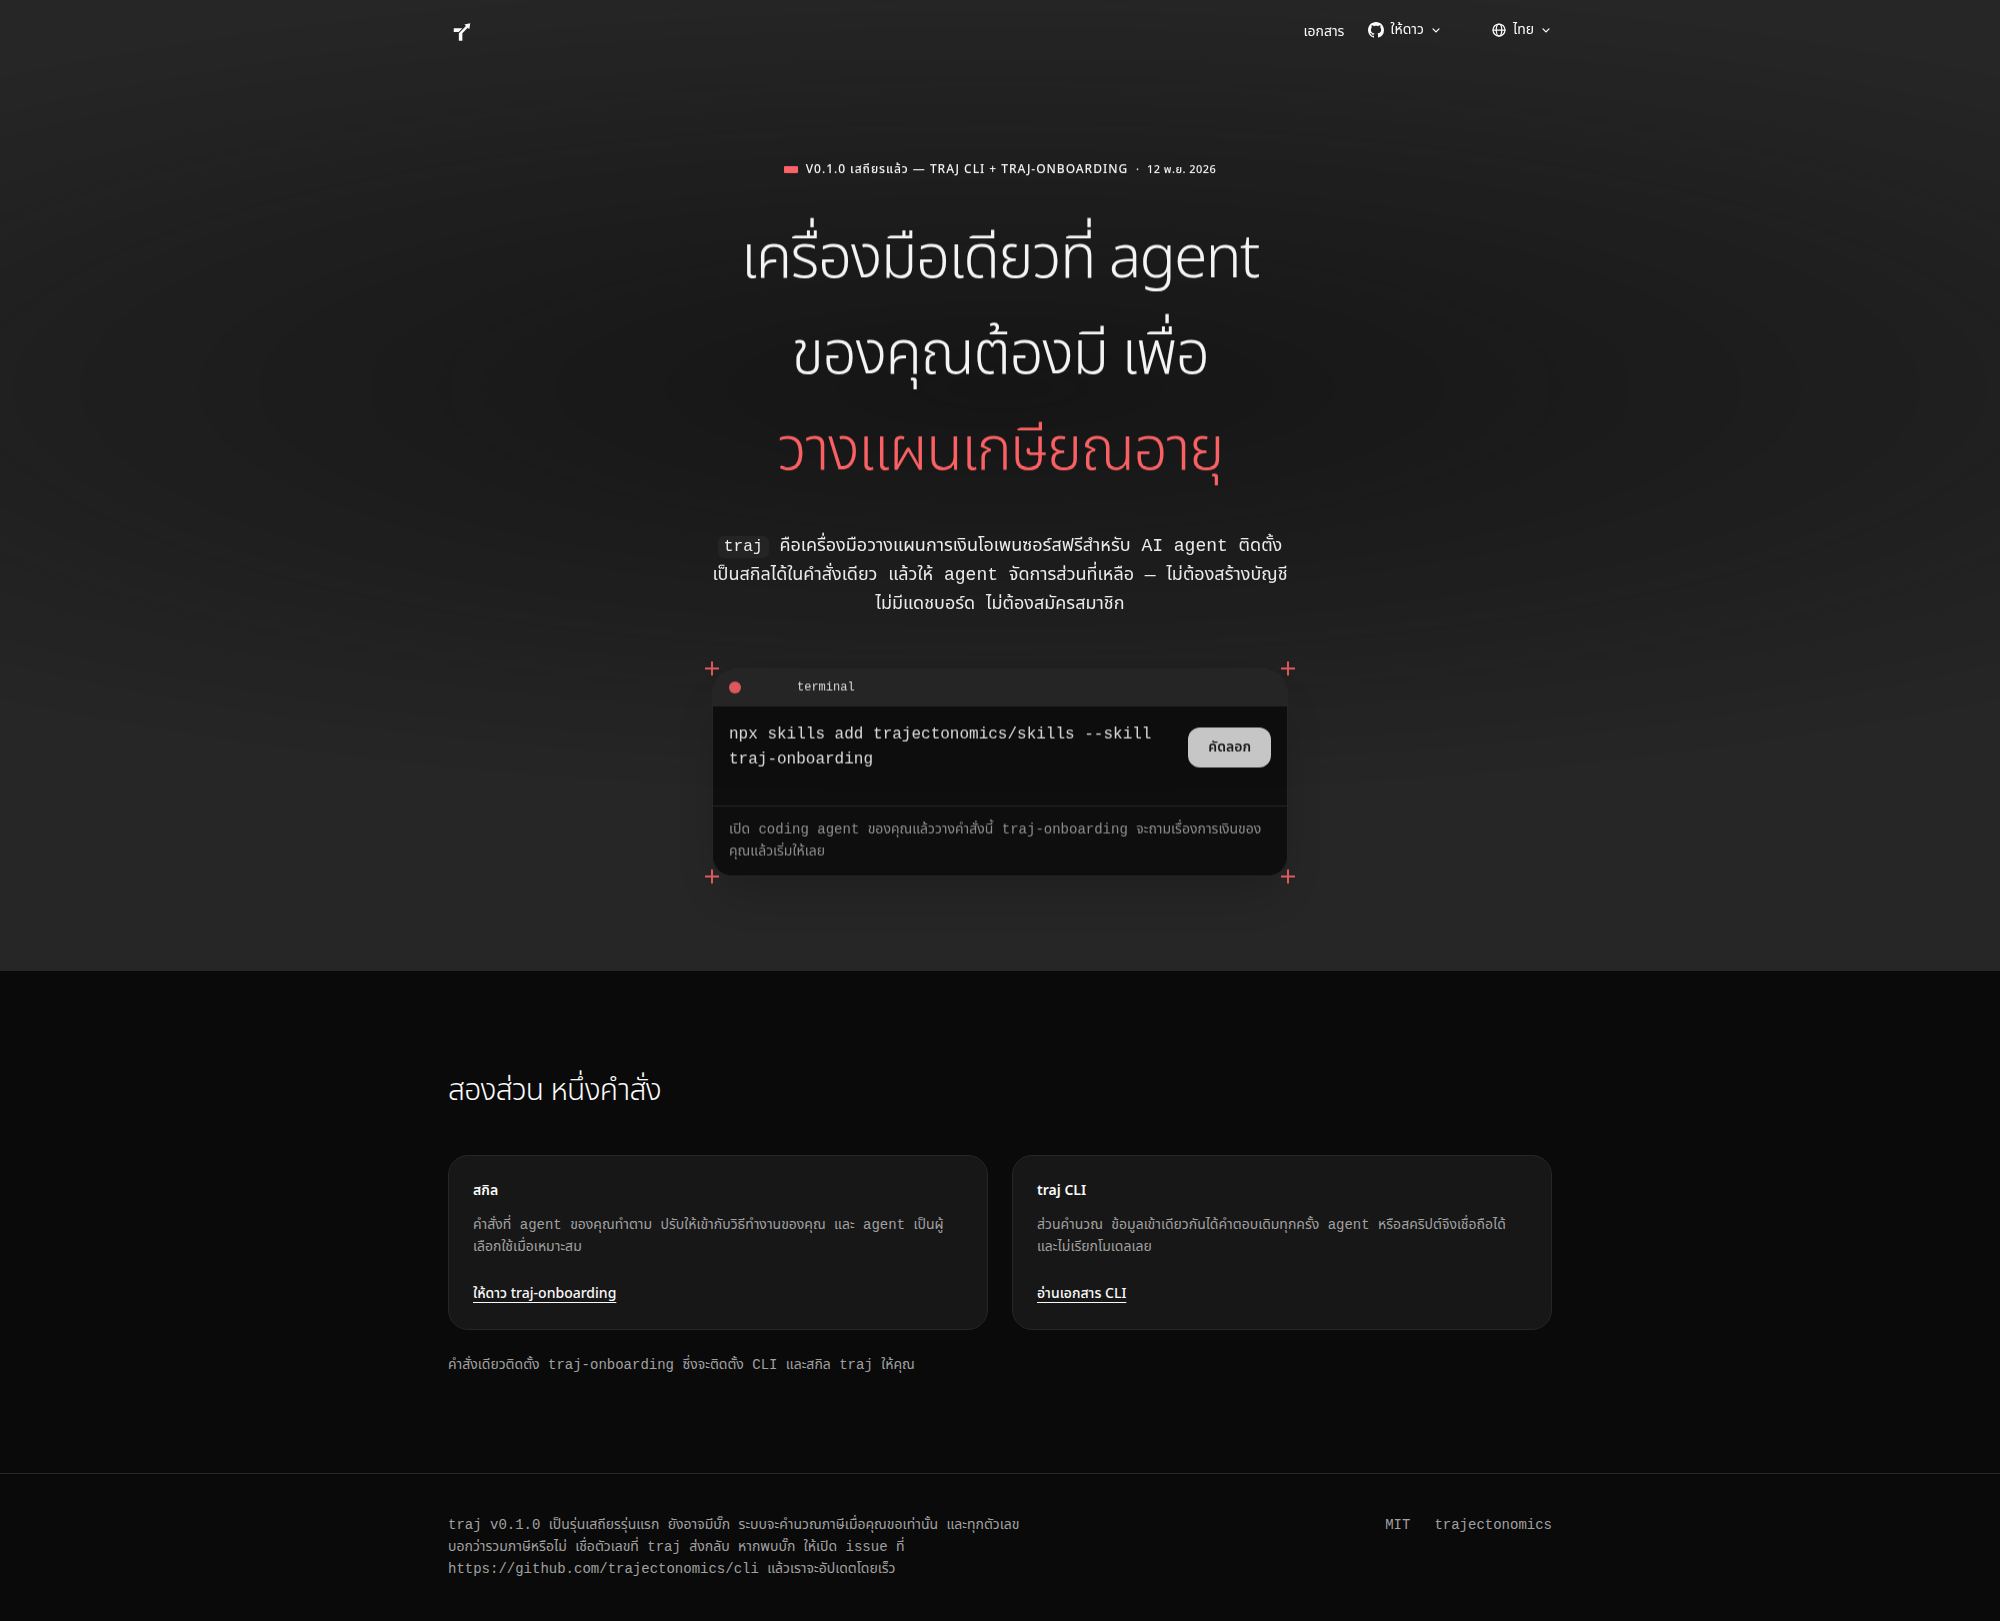 เอกสาร
ให้ดาว
ไทย
V0.1.0 เสถียรแล้ว — TRAJ CLI + TRAJ-ONBOARDING · 12 พ.ย. 2026
เครื่องมือเดียวที่ agent
ของคุณต้องมี เพื่อ
วางแผนเกษียณอายุ
traj คือเครื่องมือวางแผนการเงินโอเพนซอร์สฟรีสำหรับ AI agent ติดตั้ง
เป็นสกิลได้ในคำสั่งเดียว แล้วให้ agent จัดการส่วนที่เหลือ — ไม่ต้องสร้างบัญชี
ไม่มีแดชบอร์ด ไม่ต้องสมัครสมาชิก
terminal
npx skills add trajectonomics/skills --skill
traj-onboarding
คัดลอก
เปิด coding agent ของคุณแล้ววางคำสั่งนี้ traj-onboarding จะถามเรื่องการเงินของ
คุณแล้วเริ่มให้เลย
สองส่วน หนึ่งคำสั่ง
สกิล
คำสั่งที่ agent ของคุณทำตาม ปรับให้เข้ากับวิธีทำงานของคุณ และ agent เป็นผู้
เลือกใช้เมื่อเหมาะสม
ให้ดาว traj-onboarding
traj CLI
ส่วนคำนวณ ข้อมูลเข้าเดียวกันได้คำตอบเดิมทุกครั้ง agent หรือสคริปต์จึงเชื่อถือได้
และไม่เรียกโมเดลเลย
อ่านเอกสาร CLI
คำสั่งเดียวติดตั้ง traj-onboarding ซึ่งจะติดตั้ง CLI และสกิล traj ให้คุณ
traj v0.1.0 เป็นรุ่นเสถียรรุ่นแรก ยังอาจมีบั๊ก ระบบจะคำนวณภาษีเมื่อคุณขอเท่านั้น และทุกตัวเลข
บอกว่ารวมภาษีหรือไม่ เชื่อตัวเลขที่ traj ส่งกลับ หากพบบั๊ก ให้เปิด issue ที่
https://github.com/trajectonomics/cli แล้วเราจะอัปเดตโดยเร็ว
MIT trajectonomics